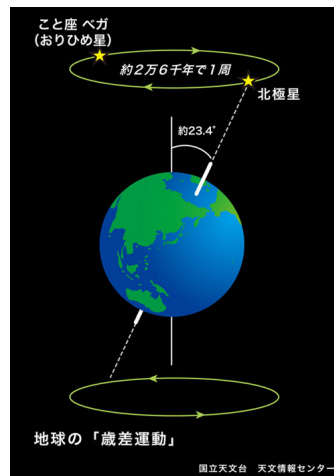 こと座 ベガ
(おりひめ星)
約2万6千年で1周
北極星
約23.4°
地球の「歳差運動」
国立天文台 天文情報センター